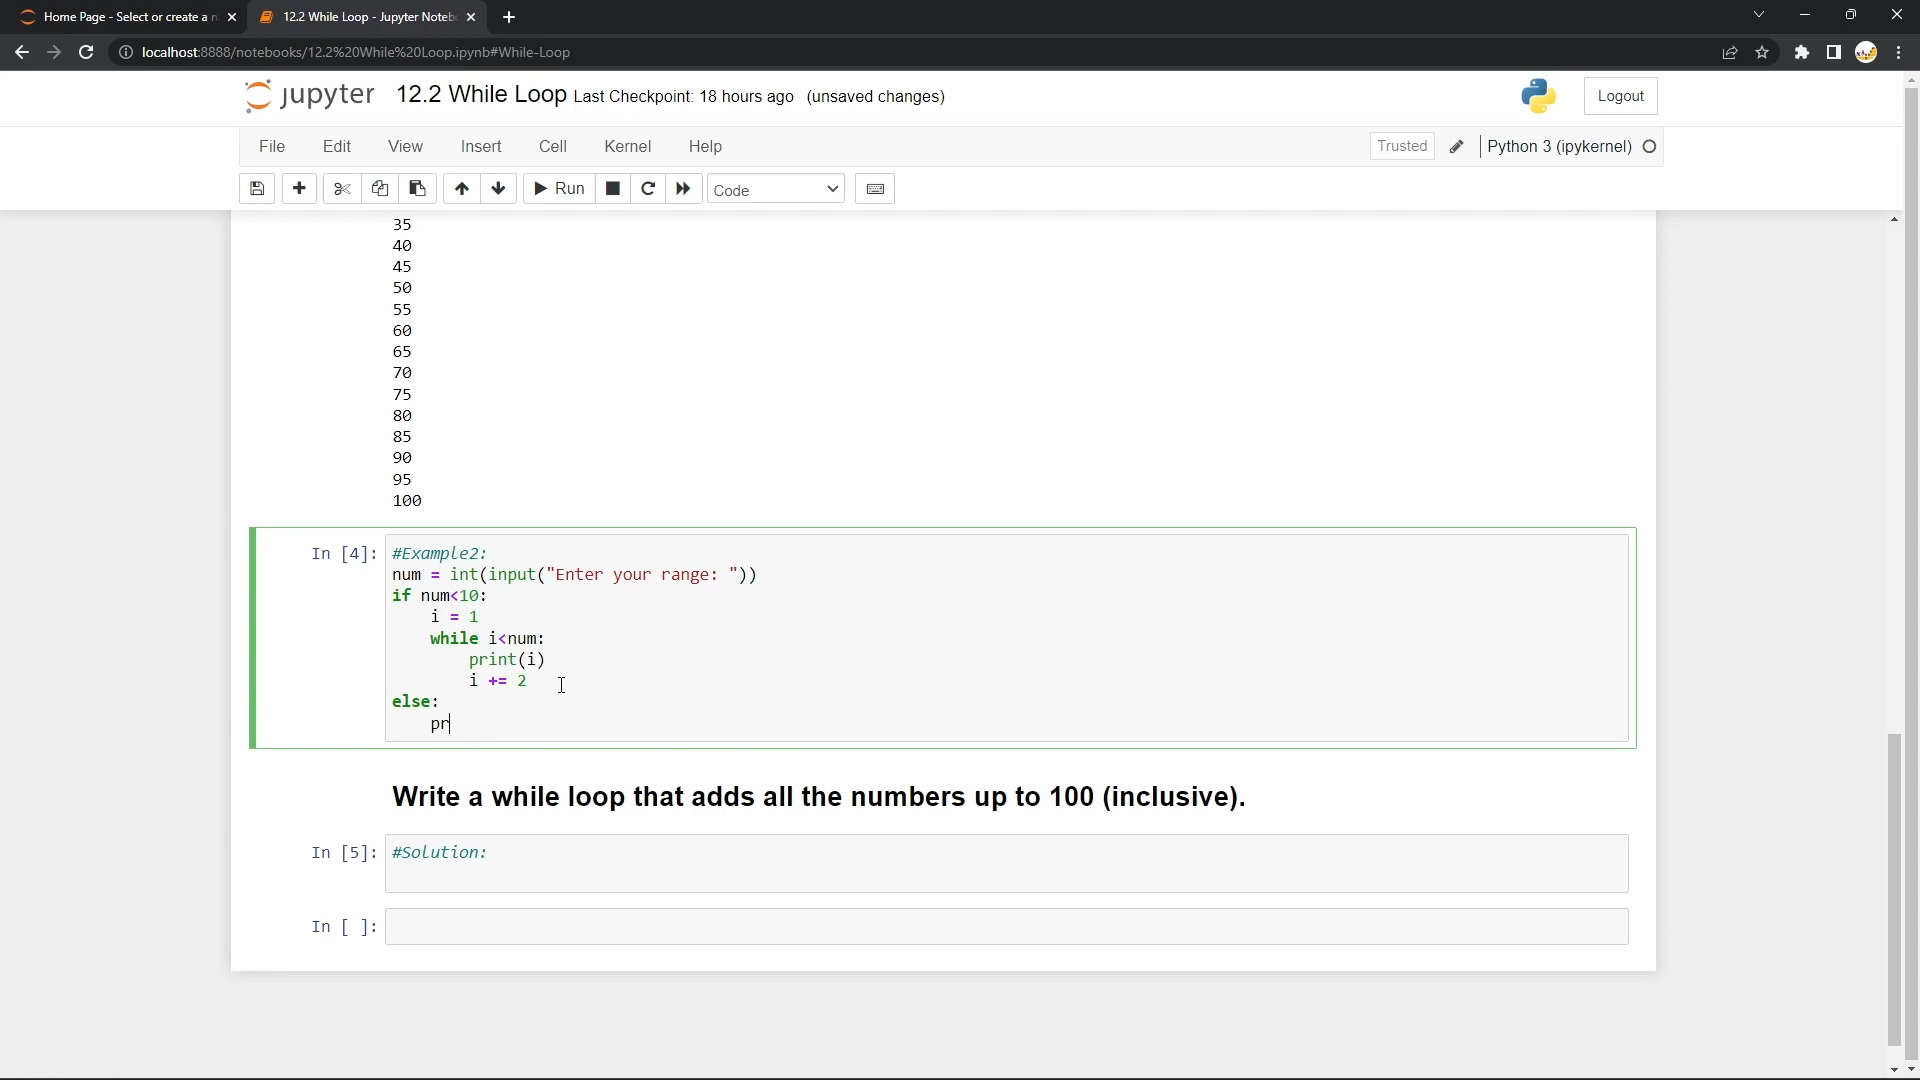 Home Page - Select or create a n
12.2 While Loop - Jupyter Noteb
localhost:8888/notebooks/12.2%20While%20Loop.ipynb#While-Loop
jupyter 12.2 While Loop Last Checkpoint: 18 hours ago (unsaved changes)
Logout
File Edit View Insert Cell Kernel Help
Trusted Python 3 (ipykernel)
Run Code
35
40
45
50
55
60
65
70
75
80
85
90
95
100
In [4]: #Example2:
num = int(input("Enter your range: "))
if num<10:
    i = 1
    while i<num:
        print(i)
        i += 2
else:
    pr
Write a while loop that adds all the numbers up to 100 (inclusive).
In [5]: #Solution:
In [ ]: